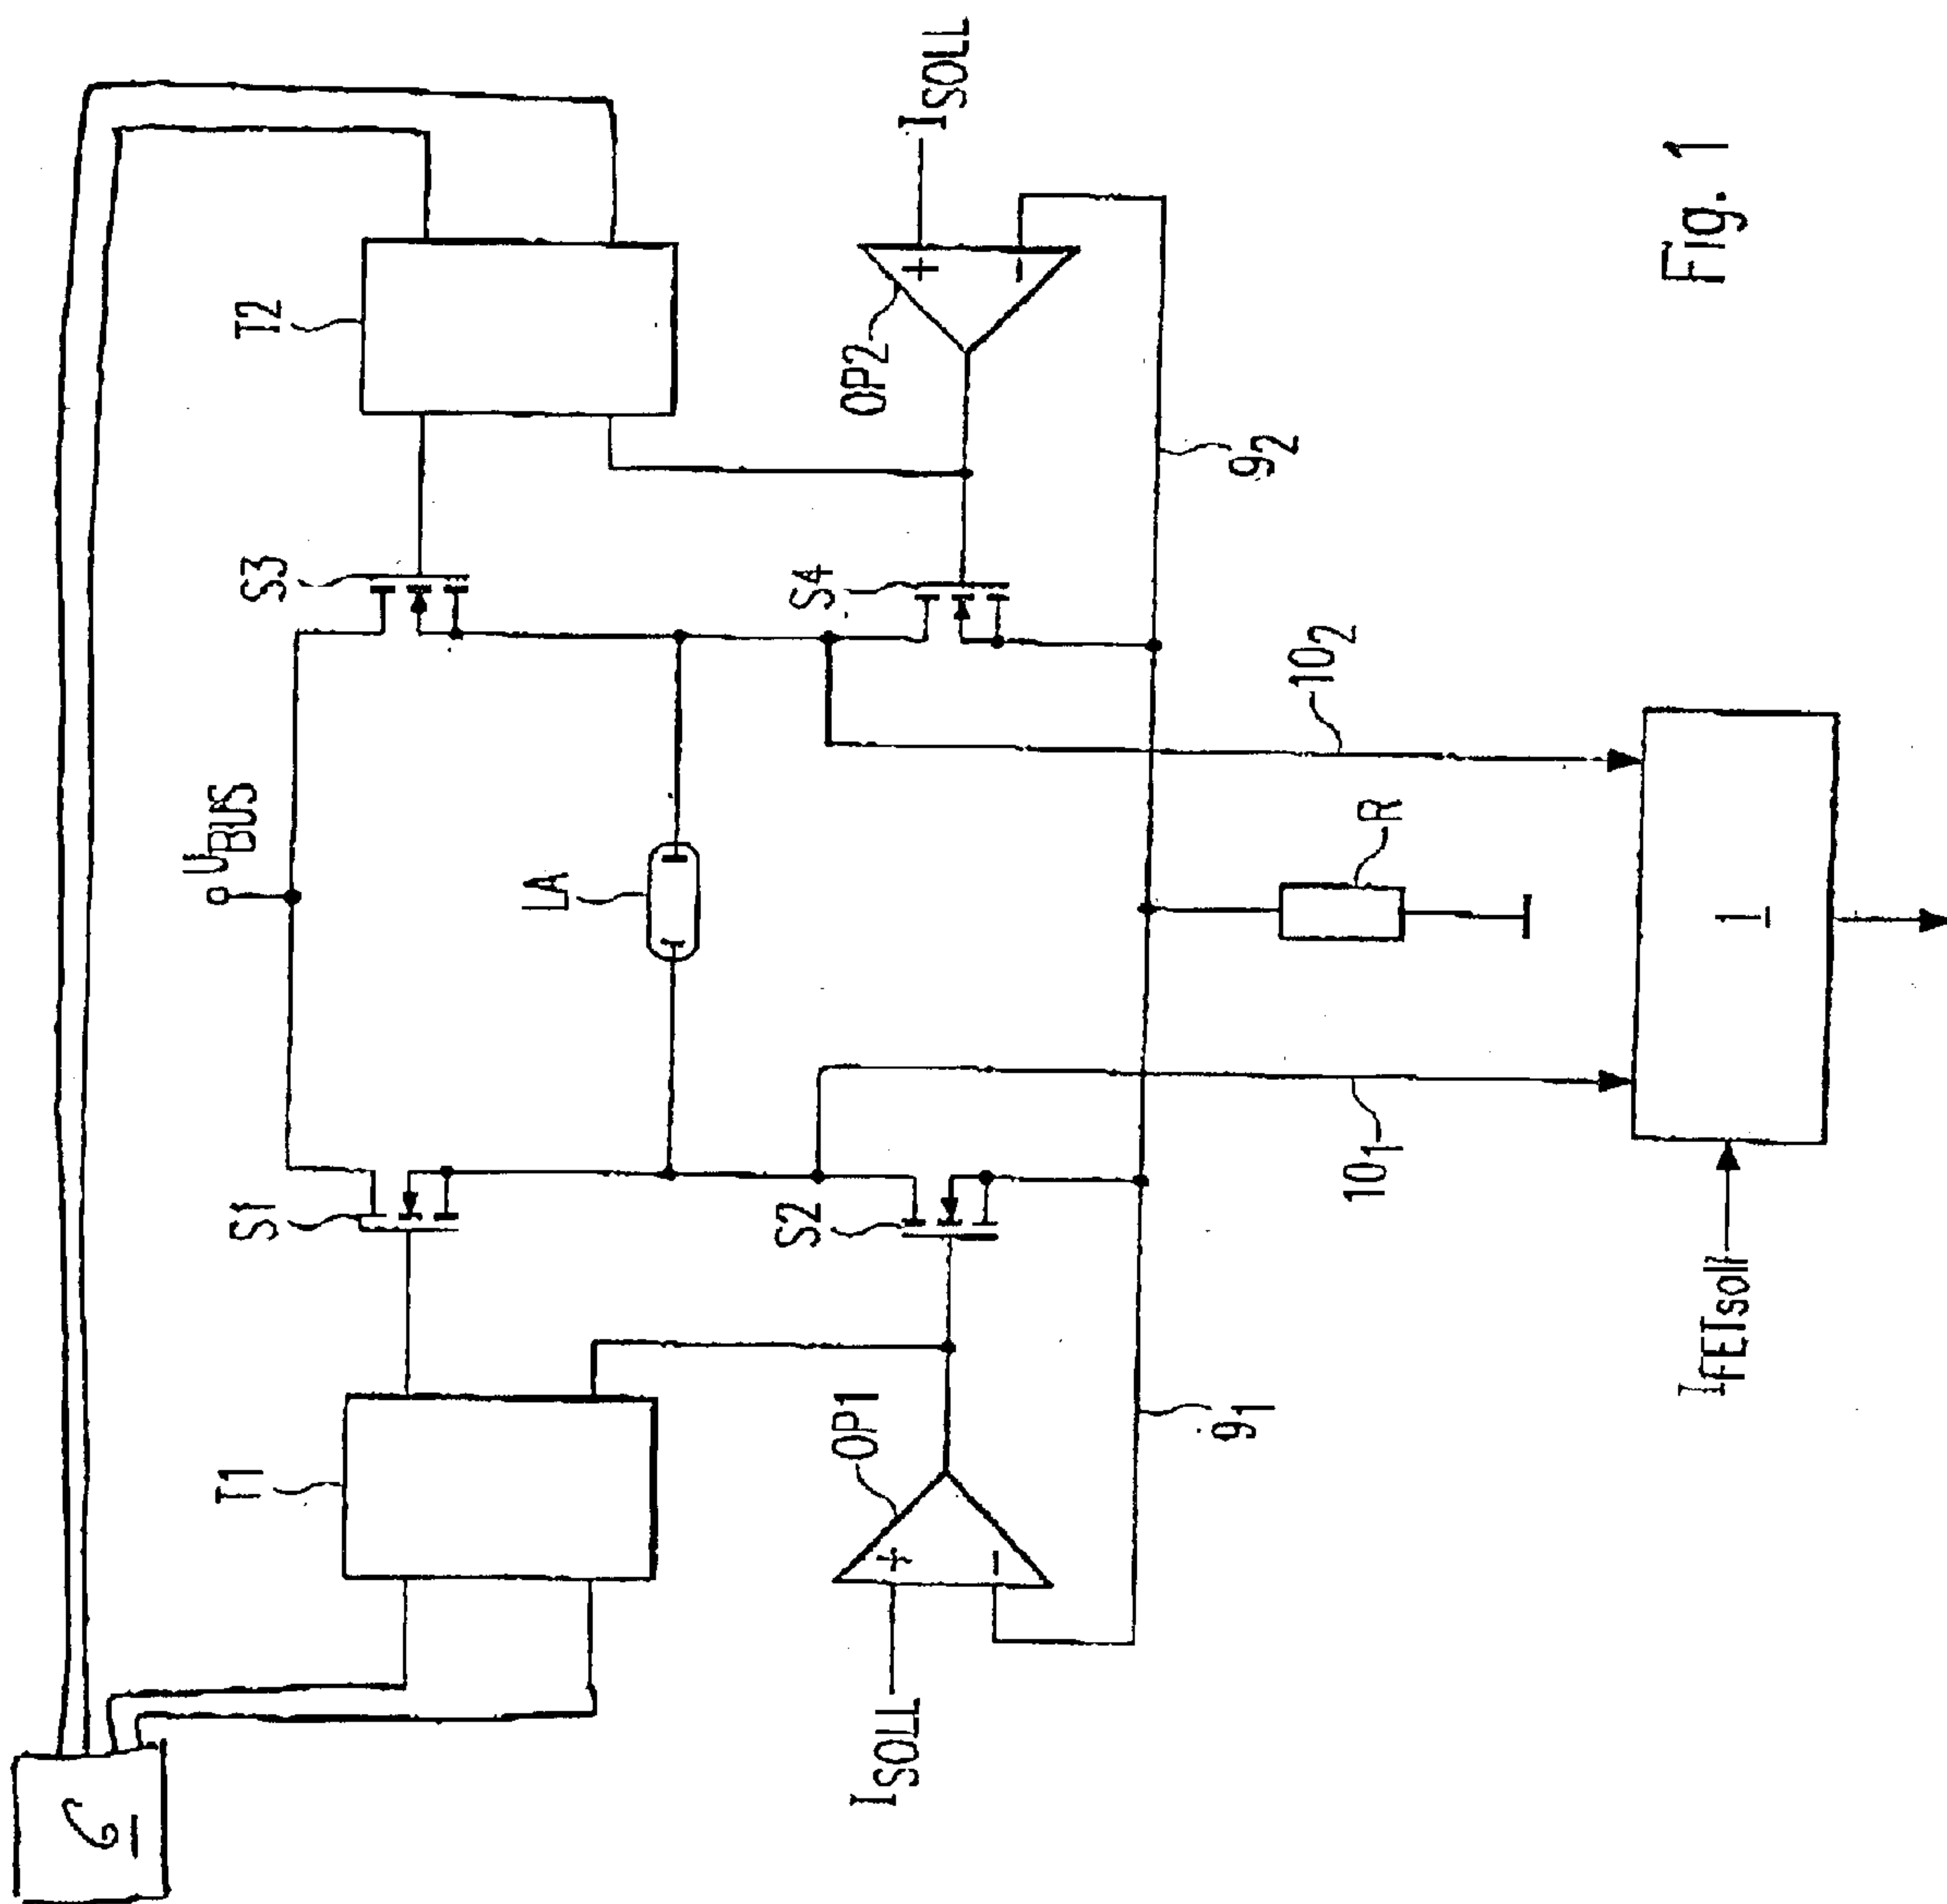 6
U_BUS
T1
S1
S3
T2
LA
OP1
S2
S4
OP2
I_SOLL
I_SOLL
9_1
10_1
R
10_2
9_2
I_FETsoll
1
Fig. 1
+
-
+
-